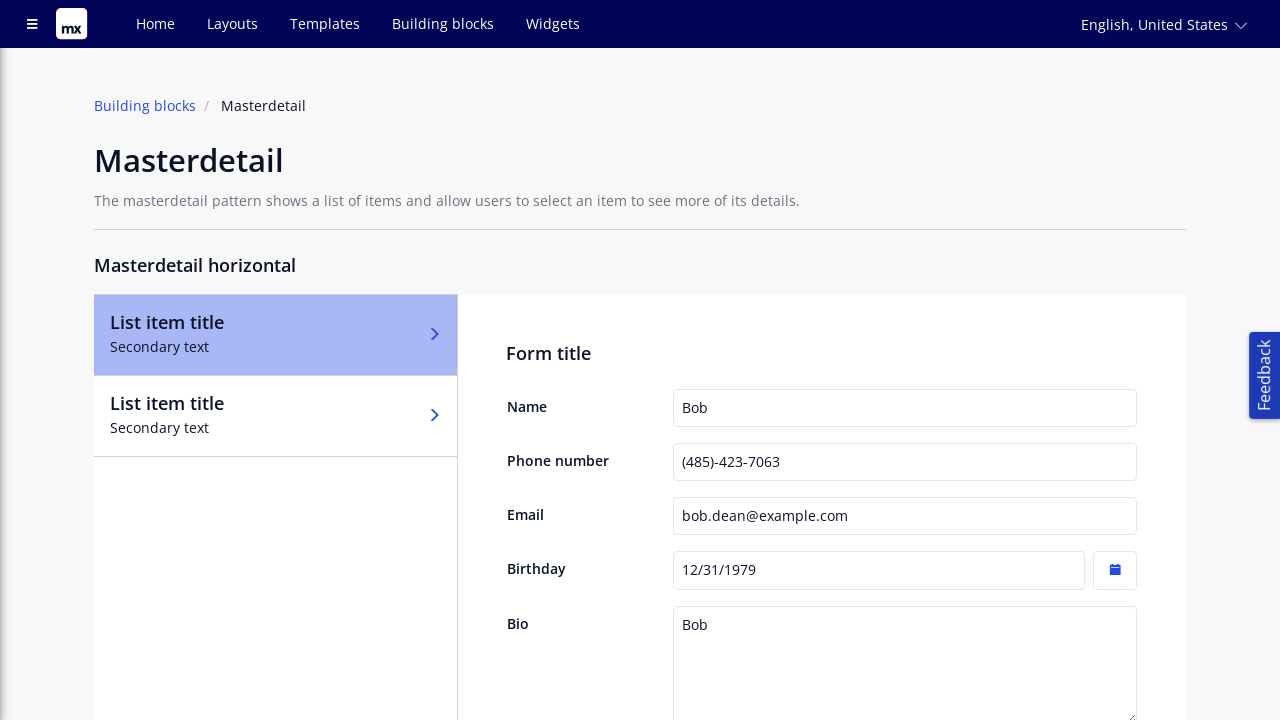 mx
Home
Layouts
Templates
Building blocks
Widgets
English, United States
Building blocks / Masterdetail
Masterdetail
The masterdetail pattern shows a list of items and allow users to select an item to see more of its details.
Masterdetail horizontal
List item title
Secondary text
List item title
Secondary text
Form title
Name
Bob
Phone number
(485)-423-7063
Email
bob.dean@example.com
Birthday
12/31/1979
Bio
Bob
Feedback